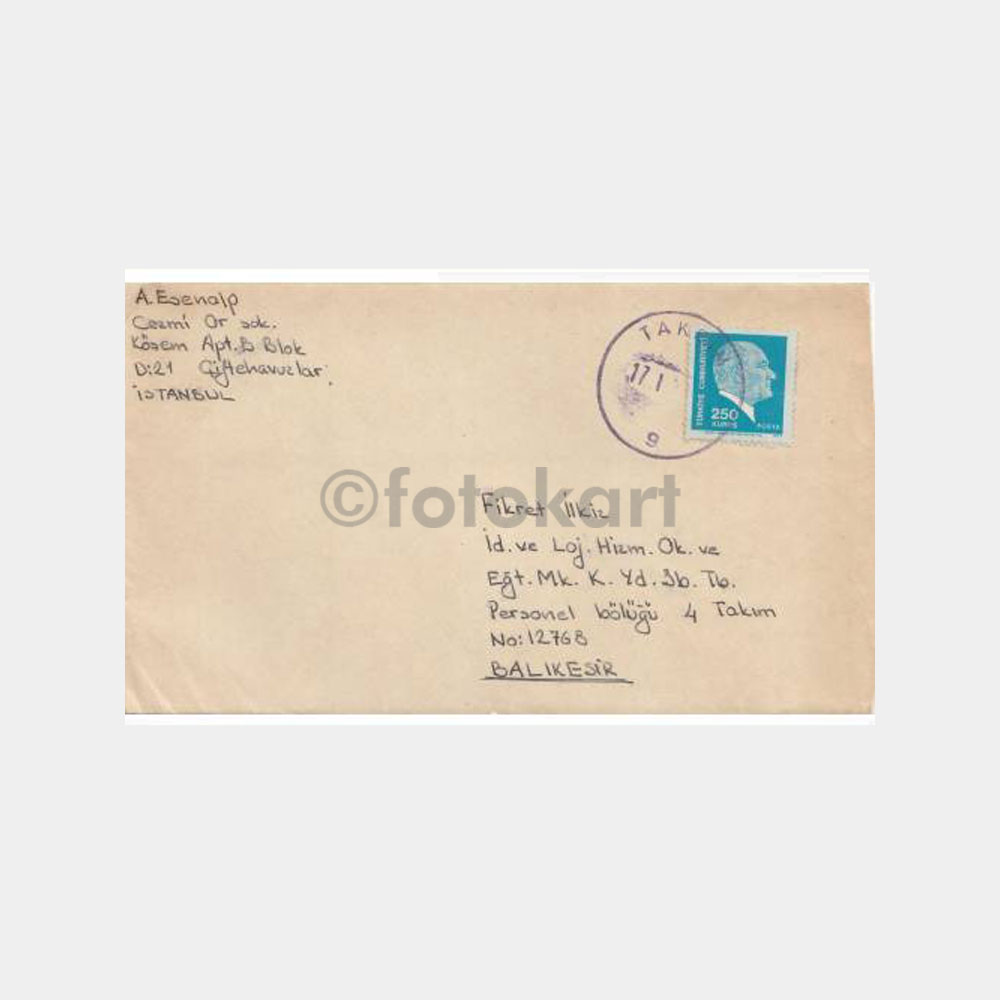 A. Esenalp
Cezmi Or sok.
Kösem Apt. B Blok
D:21 Çiftehavuzlar
İSTANBUL
TAK
17 1
9
TÜRKİYE CUMHURİYETİ
250
KURUŞ
POSTA
©fotokart
Fikret İlkiz
İd. ve Loj. Hizm. Ok. ve
Eğt. Mk. K. Yd. Sb. Tb.
Personel bölüğü 4 Takım
No: 12768
BALIKESİR